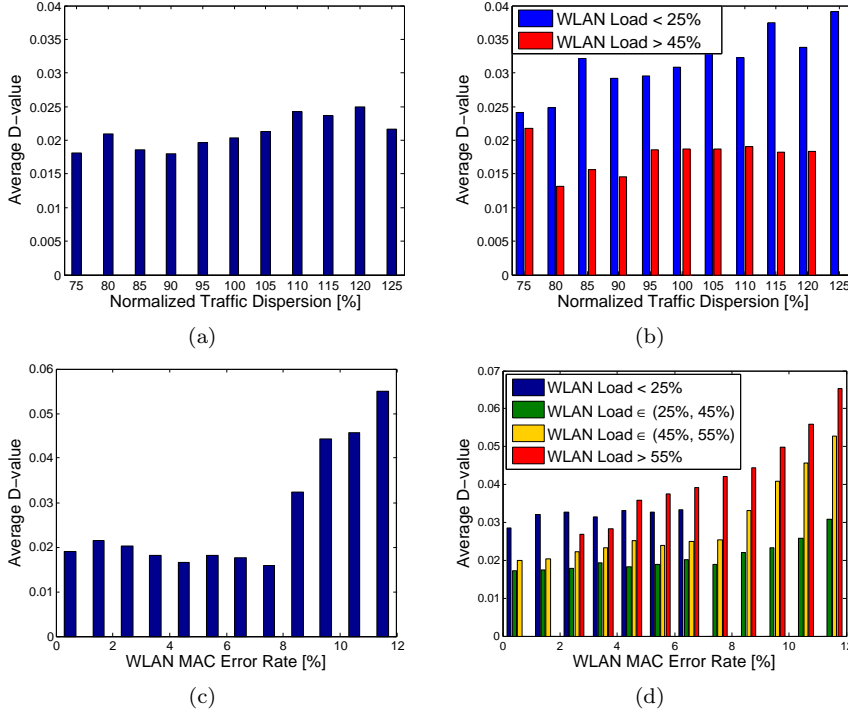 0.04
0.035
0.03
0.025
0.02
0.015
0.01
0.005
0
Average D−value
75 80 85 90 95 100 105 110 115 120 125
Normalized Traffic Dispersion [%]
(a)
WLAN Load < 25%
WLAN Load > 45%
0.04
0.035
0.03
0.025
0.02
0.015
0.01
0.005
0
Average D−value
75 80 85 90 95 100 105 110 115 120 125
Normalized Traffic Dispersion [%]
(b)
0.06
0.05
0.04
0.03
0.02
0.01
0
Average D−value
0 2 4 6 8 10 12
WLAN MAC Error Rate [%]
(c)
WLAN Load < 25%
WLAN Load ∈ (25%, 45%)
WLAN Load ∈ (45%, 55%)
WLAN Load > 55%
0.07
0.06
0.05
0.04
0.03
0.02
0.01
0
Average D−value
0 2 4 6 8 10 12
WLAN MAC Error Rate [%]
(d)